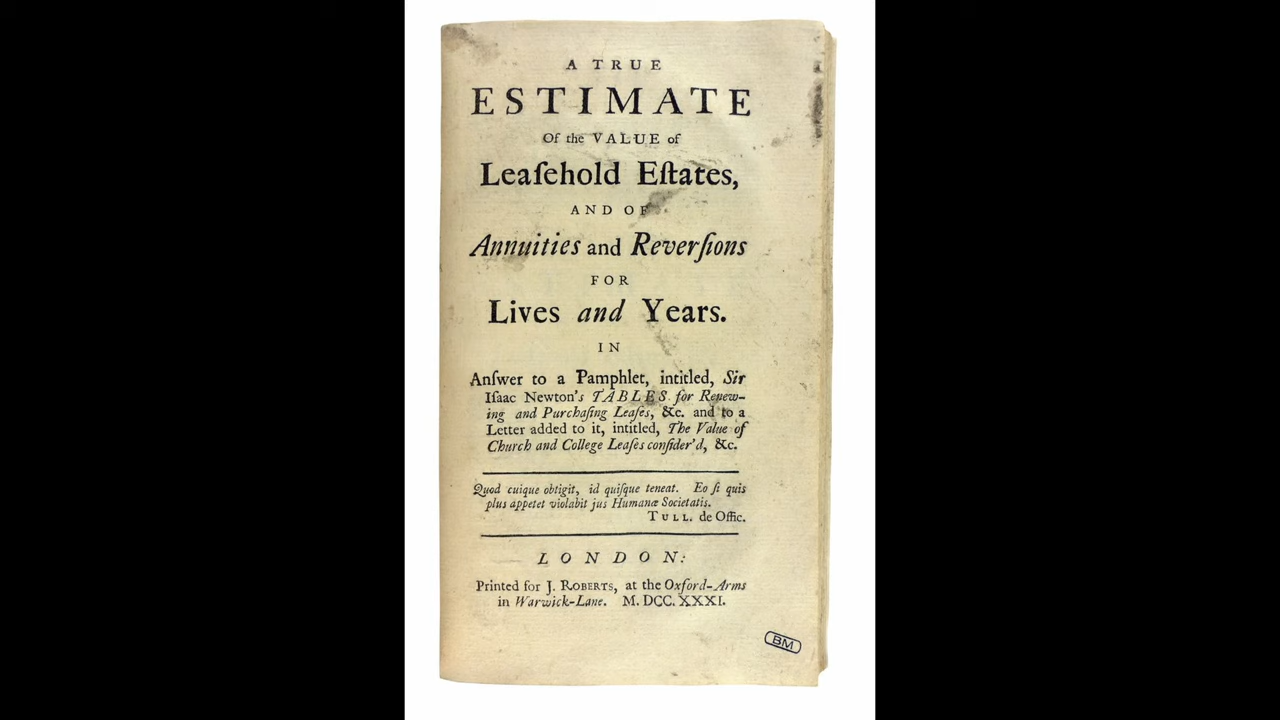 A TRUE
ESTIMATE
Of the VALUE of
Leaſehold Eſtates,
AND OF
Annuities and Reverſions
FOR
Lives and Years.
IN
Anſwer to a Pamphlet, intitled, Sir
Iſaac Newton's TABLES for Renew-
ing and Purchaſing Leaſes, &c. and to a
Letter added to it, intitled, The Value of
Church and College Leaſes conſider'd, &c.
Quod cuique obtigit, id quiſque teneat. Eo ſi quis
plus appetet violabit jus Humanæ Societatis.
TULL. de Offic.
LONDON:
Printed for J. ROBERTS, at the Oxford-Arms
in Warwick-Lane. M. DCC. XXXI.
BM